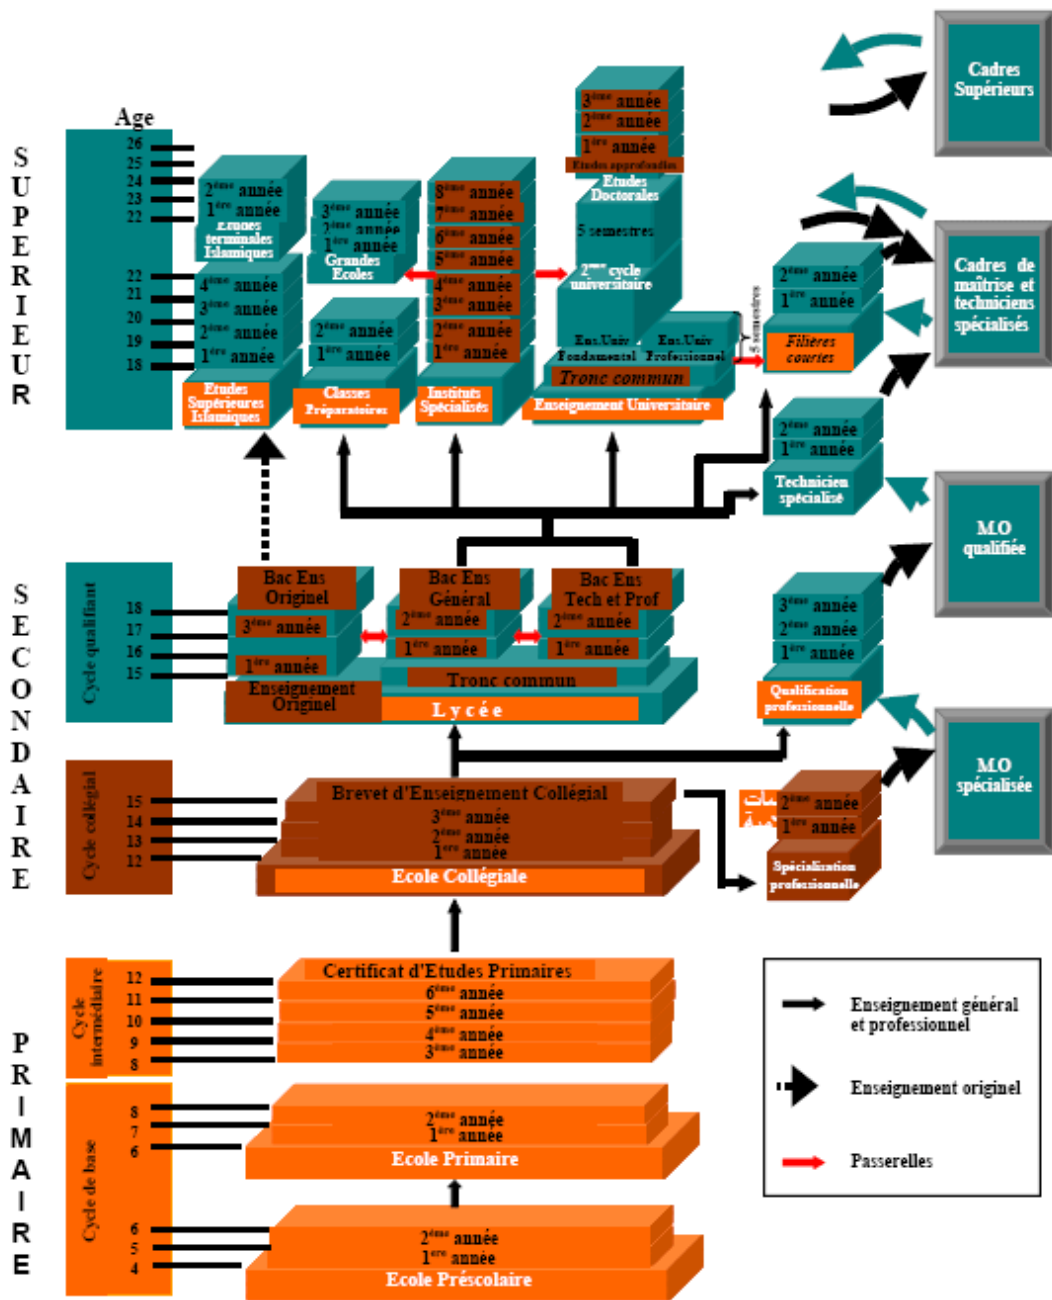 SUPERIEUR
Age
26
25
24
23
22
22
21
20
19
18
2ème année
1ère année
Etudes
terminales
Islamiques
4ème année
3ème année
2ème année
1ère année
Etudes
Supérieures
Islamiques
3ème année
2ème année
1ère année
Grandes
Ecoles
2ème année
1ère année
Classes
Préparatoires
8ème année
7ème année
6ème année
5ème année
4ème année
3ème année
2ème année
1ère année
Instituts
Spécialisés
3ème année
2ème année
1ère année
Etudes approfondies
Etudes
Doctorales
5 semestres
2ème cycle
universitaire
Ens.Univ
Fondamental
Ens.Univ
Professionnel
Tronc commun
Enseignement Universitaire
5 semestres
2ème année
1ère année
Filières
courtes
2ème année
1ère année
Technicien
spécialisé
Cadres
Supérieurs
Cadres de
maîtrise et
techniciens
spécialisés
M.O
qualifiée
M.O
spécialisée
SECONDAIRE
Cycle qualifiant
18
17
16
15
Bac Ens
Originel
3ème année
1ère année
Enseignement
Originel
Bac Ens
Général
2ème année
1ère année
Bac Ens
Tech et Prof
2ème année
1ère année
Tronc commun
Lycée
3ème année
2ème année
1ère année
Qualification
professionnelle
Cycle collégial
15
14
13
12
Brevet d'Enseignement Collégial
3ème année
2ème année
1ère année
Ecole Collégiale
2ème année
1ère année
Spécialisation
professionnelle
PRIMAIRE
Cycle
intermédiaire
12
11
10
9
8
Certificat d'Etudes Primaires
6ème année
5ème année
4ème année
3ème année
Cycle de base
8
7
6
2ème année
1ère année
Ecole Primaire
6
5
4
2ème année
1ère année
Ecole Préscolaire
Enseignement général
et professionnel
Enseignement originel
Passerelles